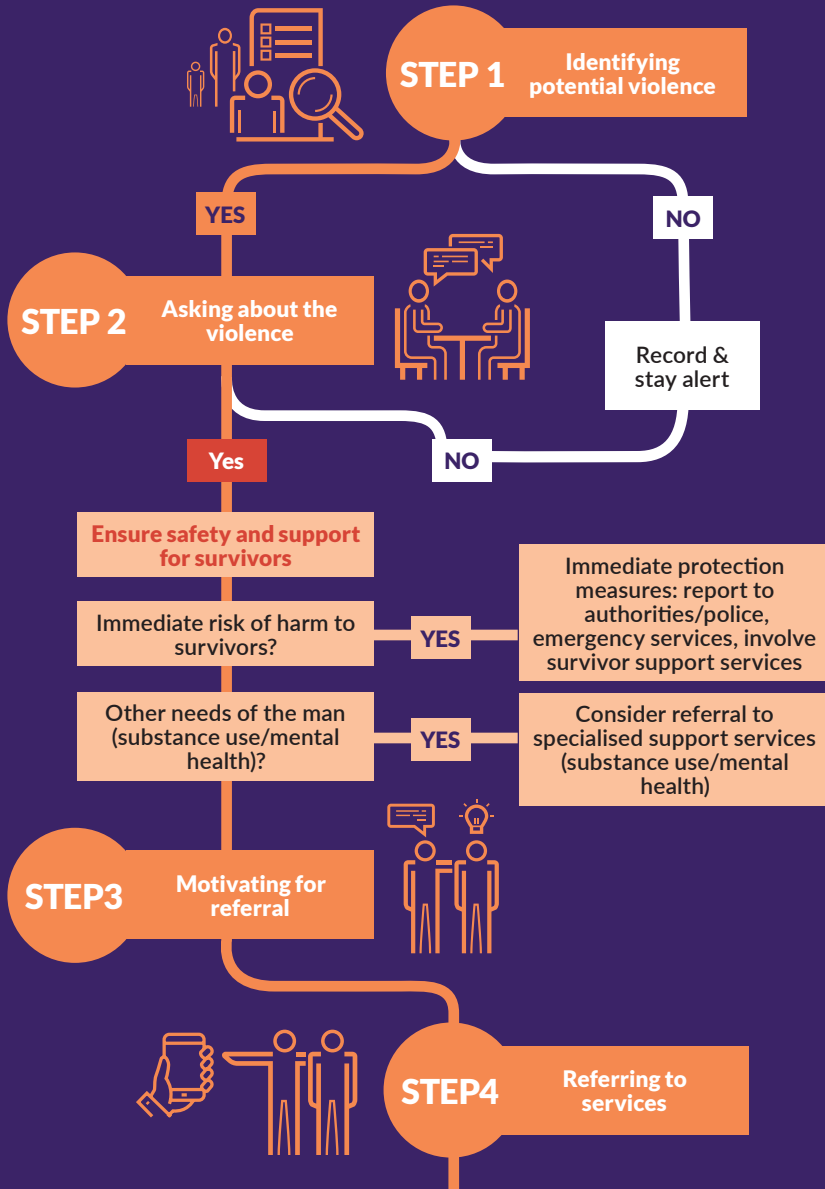 STEP 1
Identifying
potential violence
YES
NO
STEP 2
Asking about the
violence
Record &
stay alert
Yes
NO
Ensure safety and support
for survivors
Immediate risk of harm to
survivors?
YES
Immediate protection
measures: report to
authorities/police,
emergency services, involve
survivor support services
Other needs of the man
(substance use/mental
health)?
YES
Consider referral to
specialised support services
(substance use/mental
health)
STEP3
Motivating for
referral
STEP4
Referring to
services